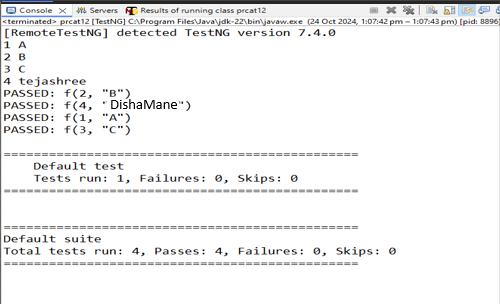 Console × Servers Results of running class prcat12
<terminated> prcat12 [TestNG] C:\Program Files\Java\jdk-22\bin\javaw.exe (24 Oct 2024, 1:07:42 pm – 1:07:43 pm) [pid: 8896]
[RemoteTestNG] detected TestNG version 7.4.0
1 A
2 B
3 C
4 tejashree
PASSED: f(2, "B")
PASSED: f(4, "DishaMane")
PASSED: f(1, "A")
PASSED: f(3, "C")
===============================================
Default test
Tests run: 1, Failures: 0, Skips: 0
===============================================
===============================================
Default suite
Total tests run: 4, Passes: 4, Failures: 0, Skips: 0
===============================================